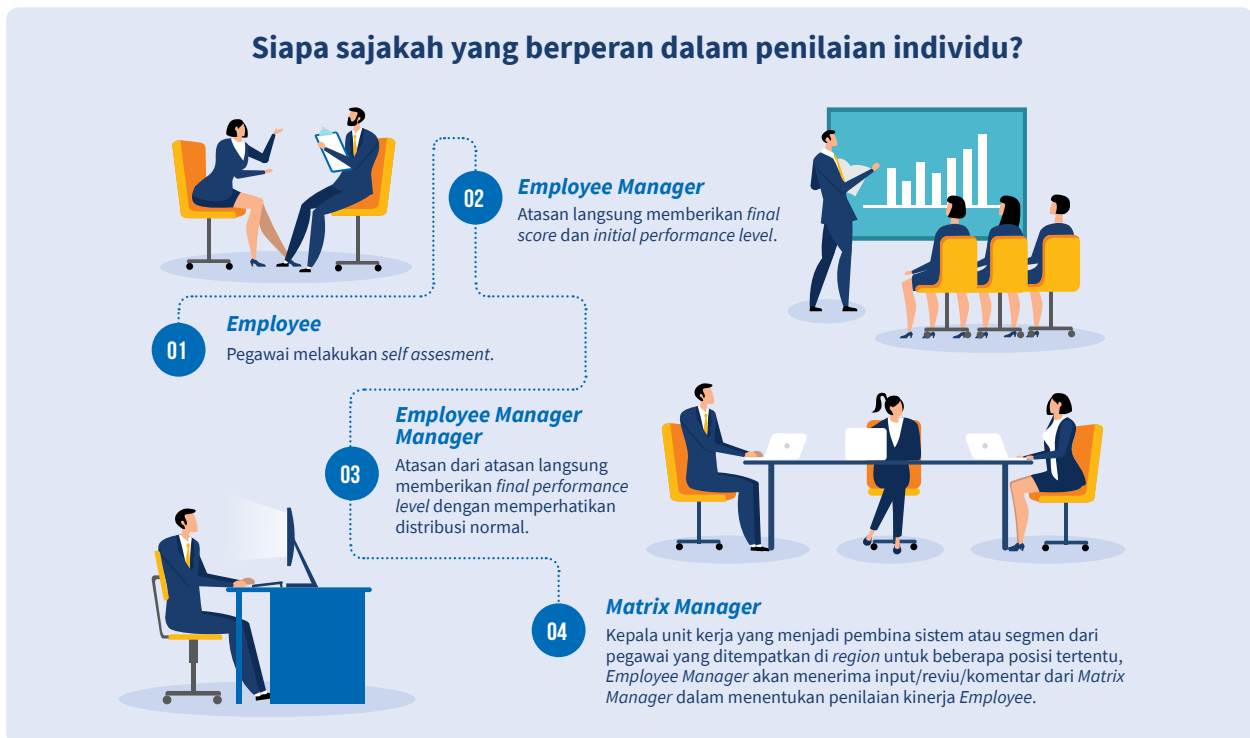 Siapa sajakah yang berperan dalam penilaian individu?
01
Employee
Pegawai melakukan self assesment.
02
Employee Manager
Atasan langsung memberikan final
score dan initial performance level.
03
Employee Manager
Manager
Atasan dari atasan langsung
memberikan final performance
level dengan memperhatikan
distribusi normal.
04
Matrix Manager
Kepala unit kerja yang menjadi pembina sistem atau segmen dari
pegawai yang ditempatkan di region untuk beberapa posisi tertentu,
Employee Manager akan menerima input/reviu/komentar dari Matrix
Manager dalam menentukan penilaian kinerja Employee.